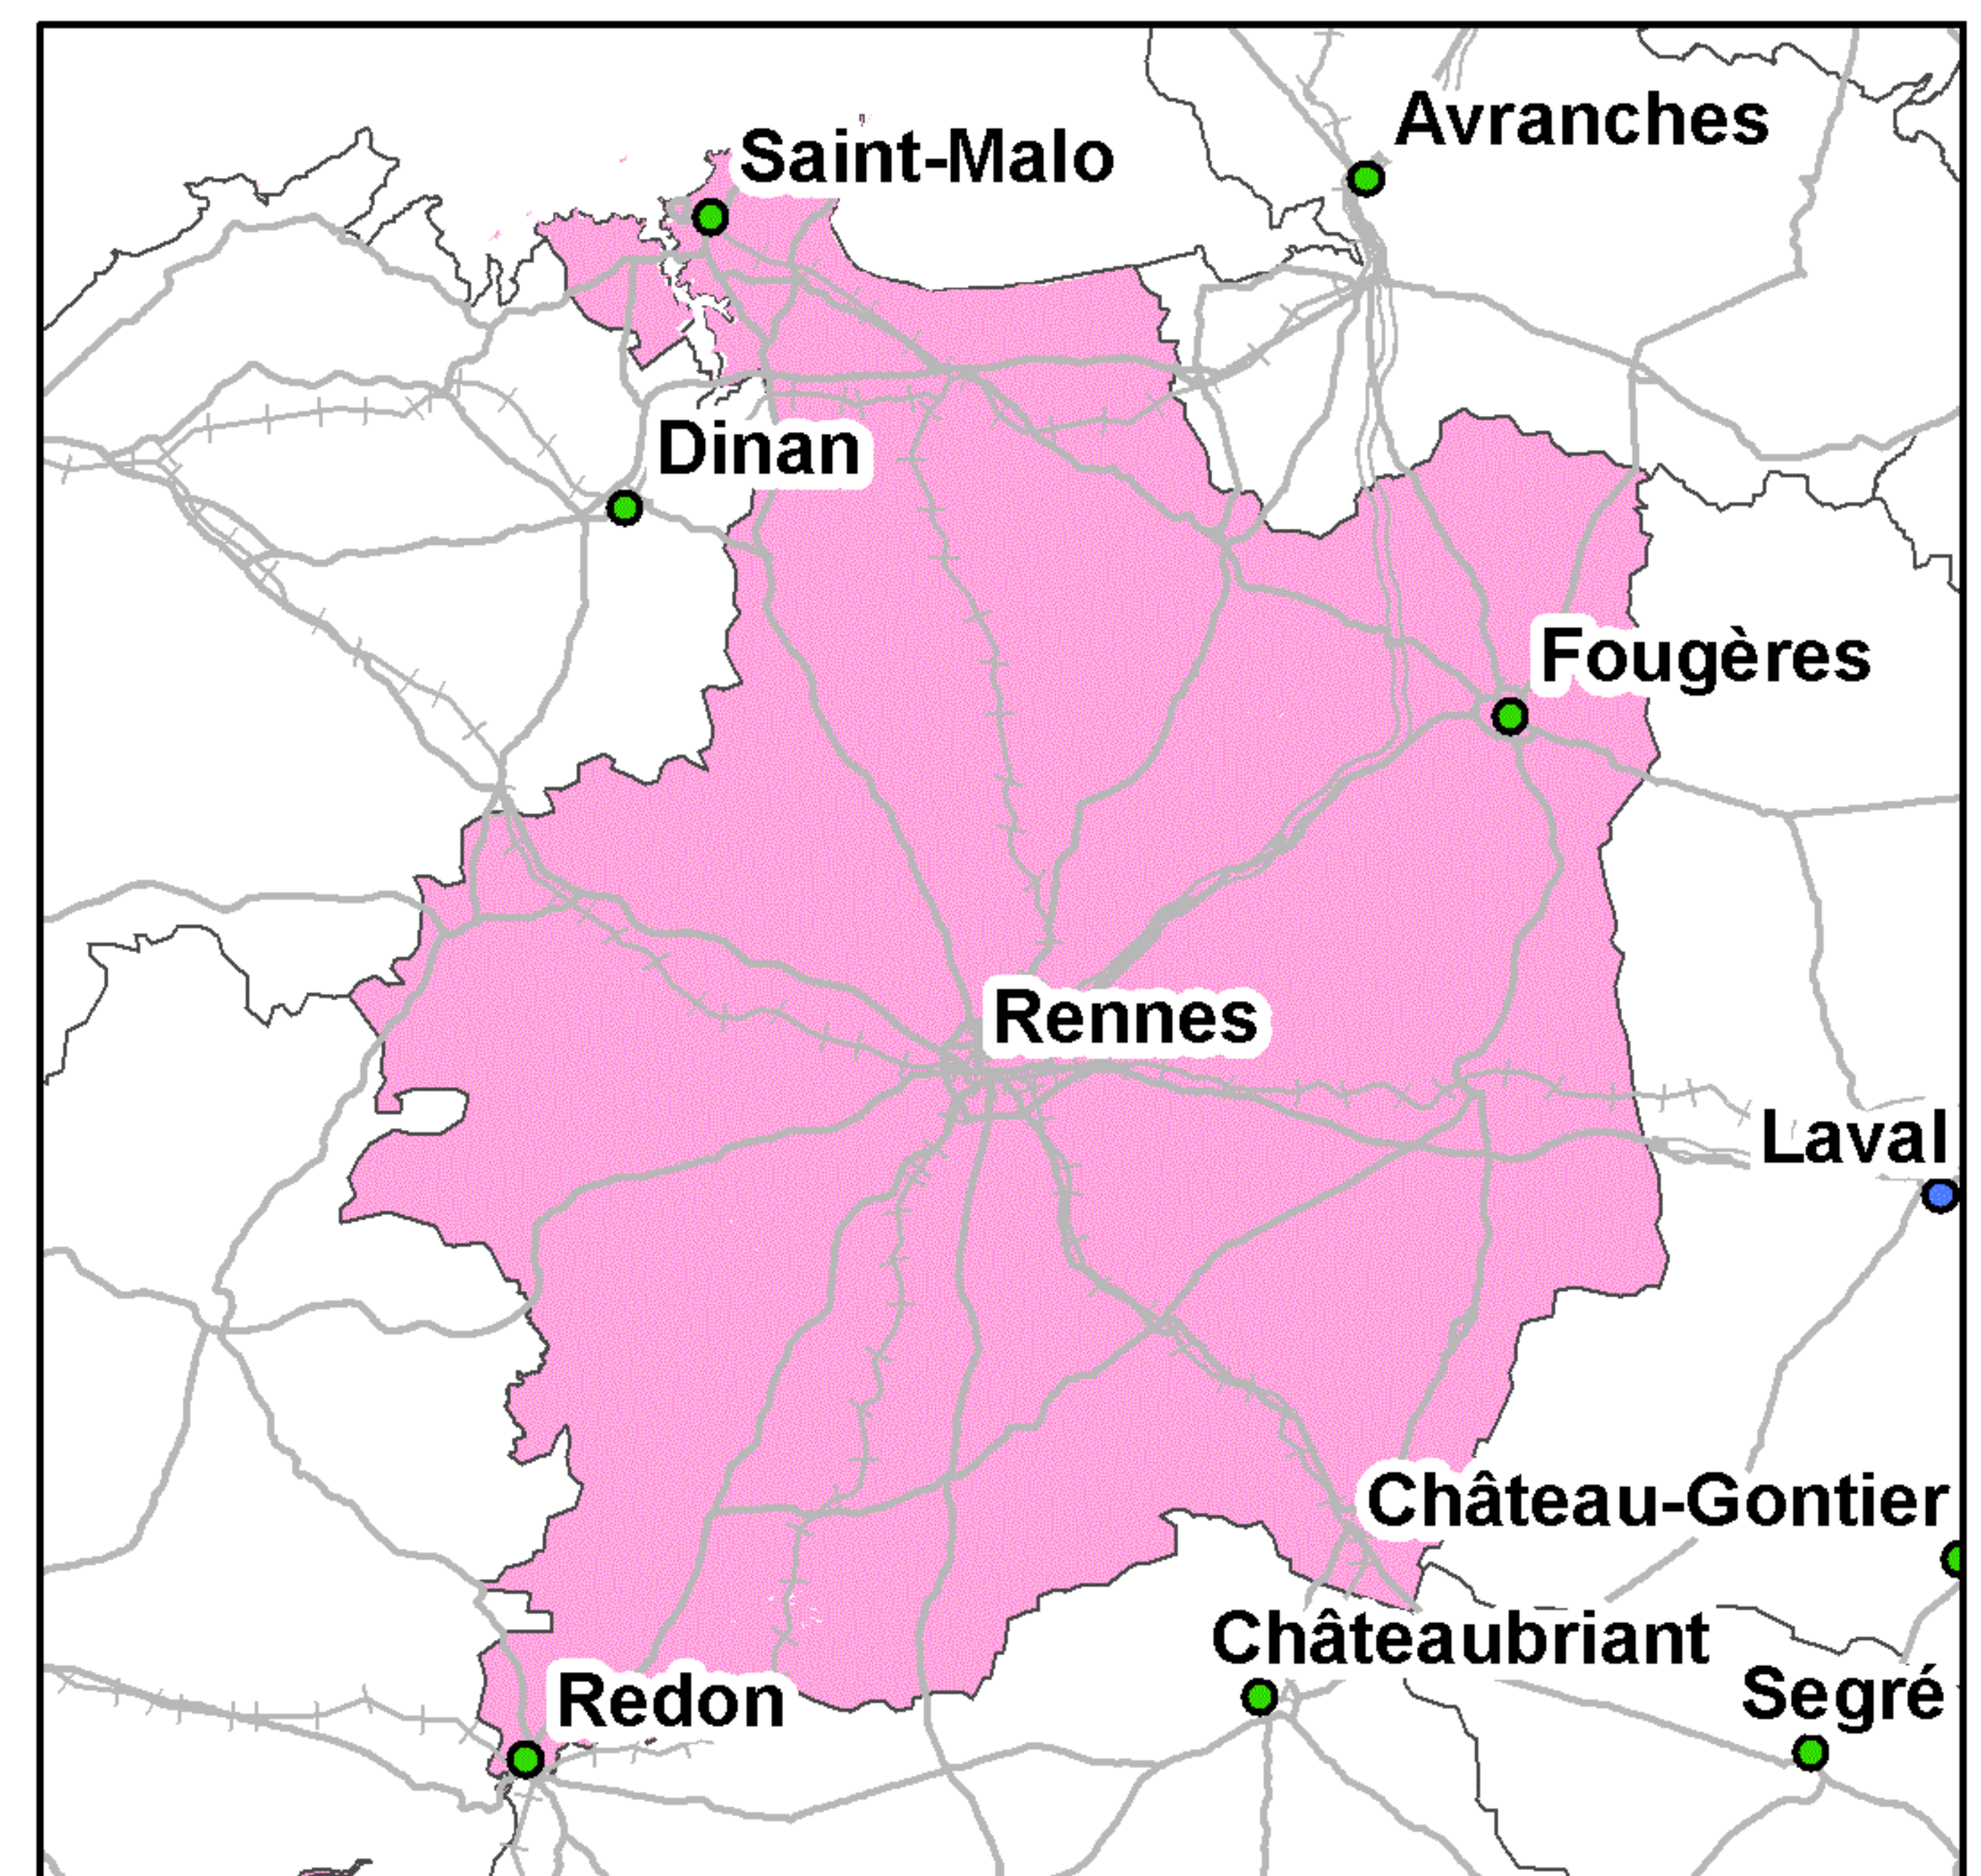 Avranches
Saint-Malo
Dinan
Fougères
Rennes
Laval
Château-Gontier
Châteaubriant
Segré
Redon